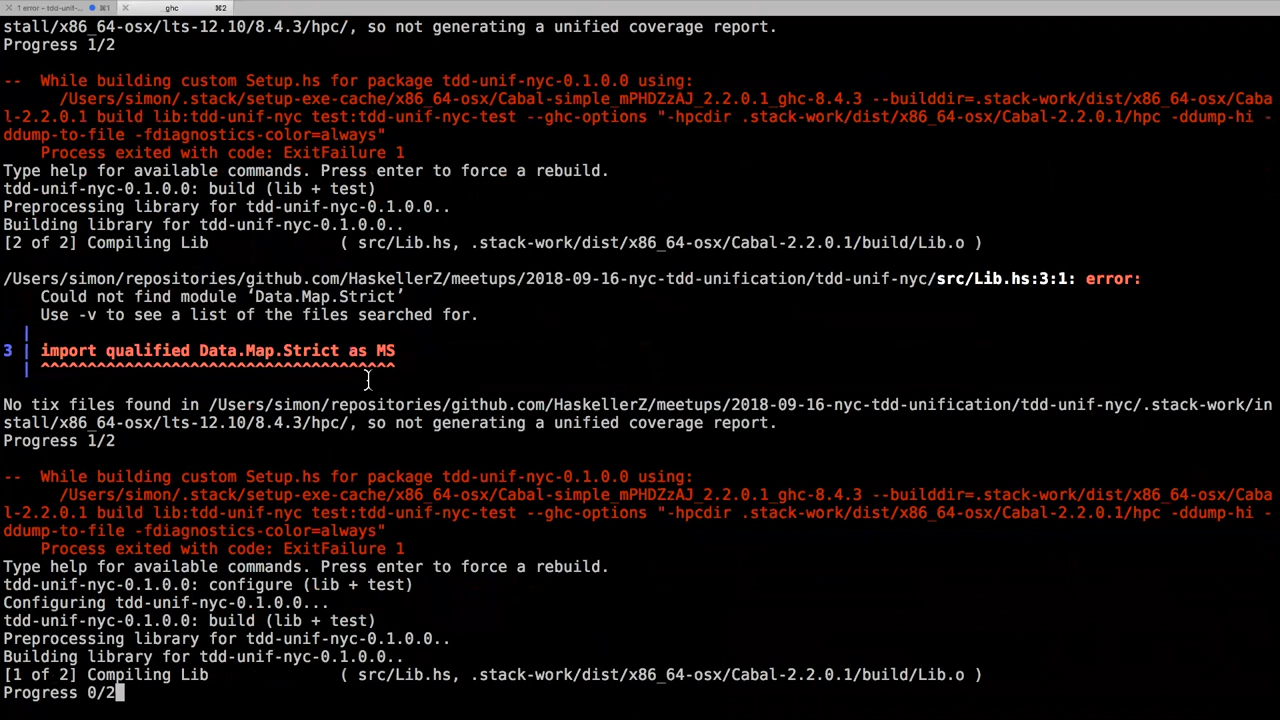 1 error - tdd-unif-... ⌘1
_ghc ⌘2
stall/x86_64-osx/lts-12.10/8.4.3/hpc/, so not generating a unified coverage report.
Progress 1/2
--  While building custom Setup.hs for package tdd-unif-nyc-0.1.0.0 using:
/Users/simon/.stack/setup-exe-cache/x86_64-osx/Cabal-simple_mPHDZzAJ_2.2.0.1_ghc-8.4.3 --builddir=.stack-work/dist/x86_64-osx/Caba
l-2.2.0.1 build lib:tdd-unif-nyc test:tdd-unif-nyc-test --ghc-options "-hpcdir .stack-work/dist/x86_64-osx/Cabal-2.2.0.1/hpc -ddump-hi -
ddump-to-file -fdiagnostics-color=always"
Process exited with code: ExitFailure 1
Type help for available commands. Press enter to force a rebuild.
tdd-unif-nyc-0.1.0.0: build (lib + test)
Preprocessing library for tdd-unif-nyc-0.1.0.0..
Building library for tdd-unif-nyc-0.1.0.0..
[2 of 2] Compiling Lib              ( src/Lib.hs, .stack-work/dist/x86_64-osx/Cabal-2.2.0.1/build/Lib.o )
/Users/simon/repositories/github.com/HaskellerZ/meetups/2018-09-16-nyc-tdd-unification/tdd-unif-nyc/src/Lib.hs:3:1: error:
Could not find module ‘Data.Map.Strict’
Use -v to see a list of the files searched for.
|
3 | import qualified Data.Map.Strict as MS
| ^^^^^^^^^^^^^^^^^^^^^^^^^^^^^^^^^^^^^^
No tix files found in /Users/simon/repositories/github.com/HaskellerZ/meetups/2018-09-16-nyc-tdd-unification/tdd-unif-nyc/.stack-work/in
stall/x86_64-osx/lts-12.10/8.4.3/hpc/, so not generating a unified coverage report.
Progress 1/2
--  While building custom Setup.hs for package tdd-unif-nyc-0.1.0.0 using:
/Users/simon/.stack/setup-exe-cache/x86_64-osx/Cabal-simple_mPHDZzAJ_2.2.0.1_ghc-8.4.3 --builddir=.stack-work/dist/x86_64-osx/Caba
l-2.2.0.1 build lib:tdd-unif-nyc test:tdd-unif-nyc-test --ghc-options "-hpcdir .stack-work/dist/x86_64-osx/Cabal-2.2.0.1/hpc -ddump-hi -
ddump-to-file -fdiagnostics-color=always"
Process exited with code: ExitFailure 1
Type help for available commands. Press enter to force a rebuild.
tdd-unif-nyc-0.1.0.0: configure (lib + test)
Configuring tdd-unif-nyc-0.1.0.0...
tdd-unif-nyc-0.1.0.0: build (lib + test)
Preprocessing library for tdd-unif-nyc-0.1.0.0..
Building library for tdd-unif-nyc-0.1.0.0..
[1 of 2] Compiling Lib              ( src/Lib.hs, .stack-work/dist/x86_64-osx/Cabal-2.2.0.1/build/Lib.o )
Progress 0/2